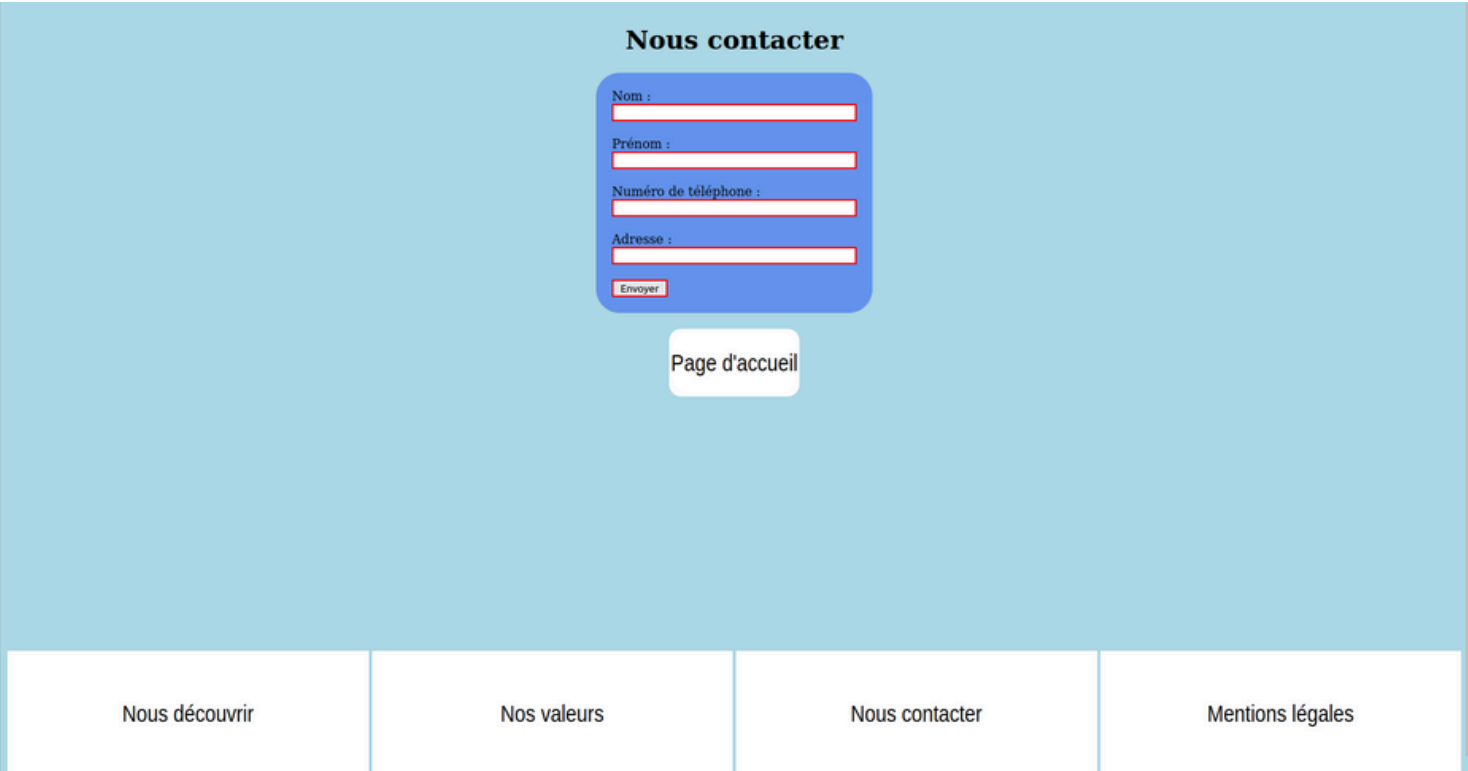 Nous contacter
Nom :
Prénom :
Numéro de téléphone :
Adresse :
Envoyer
Page d'accueil
Nous découvrir
Nos valeurs
Nous contacter
Mentions légales